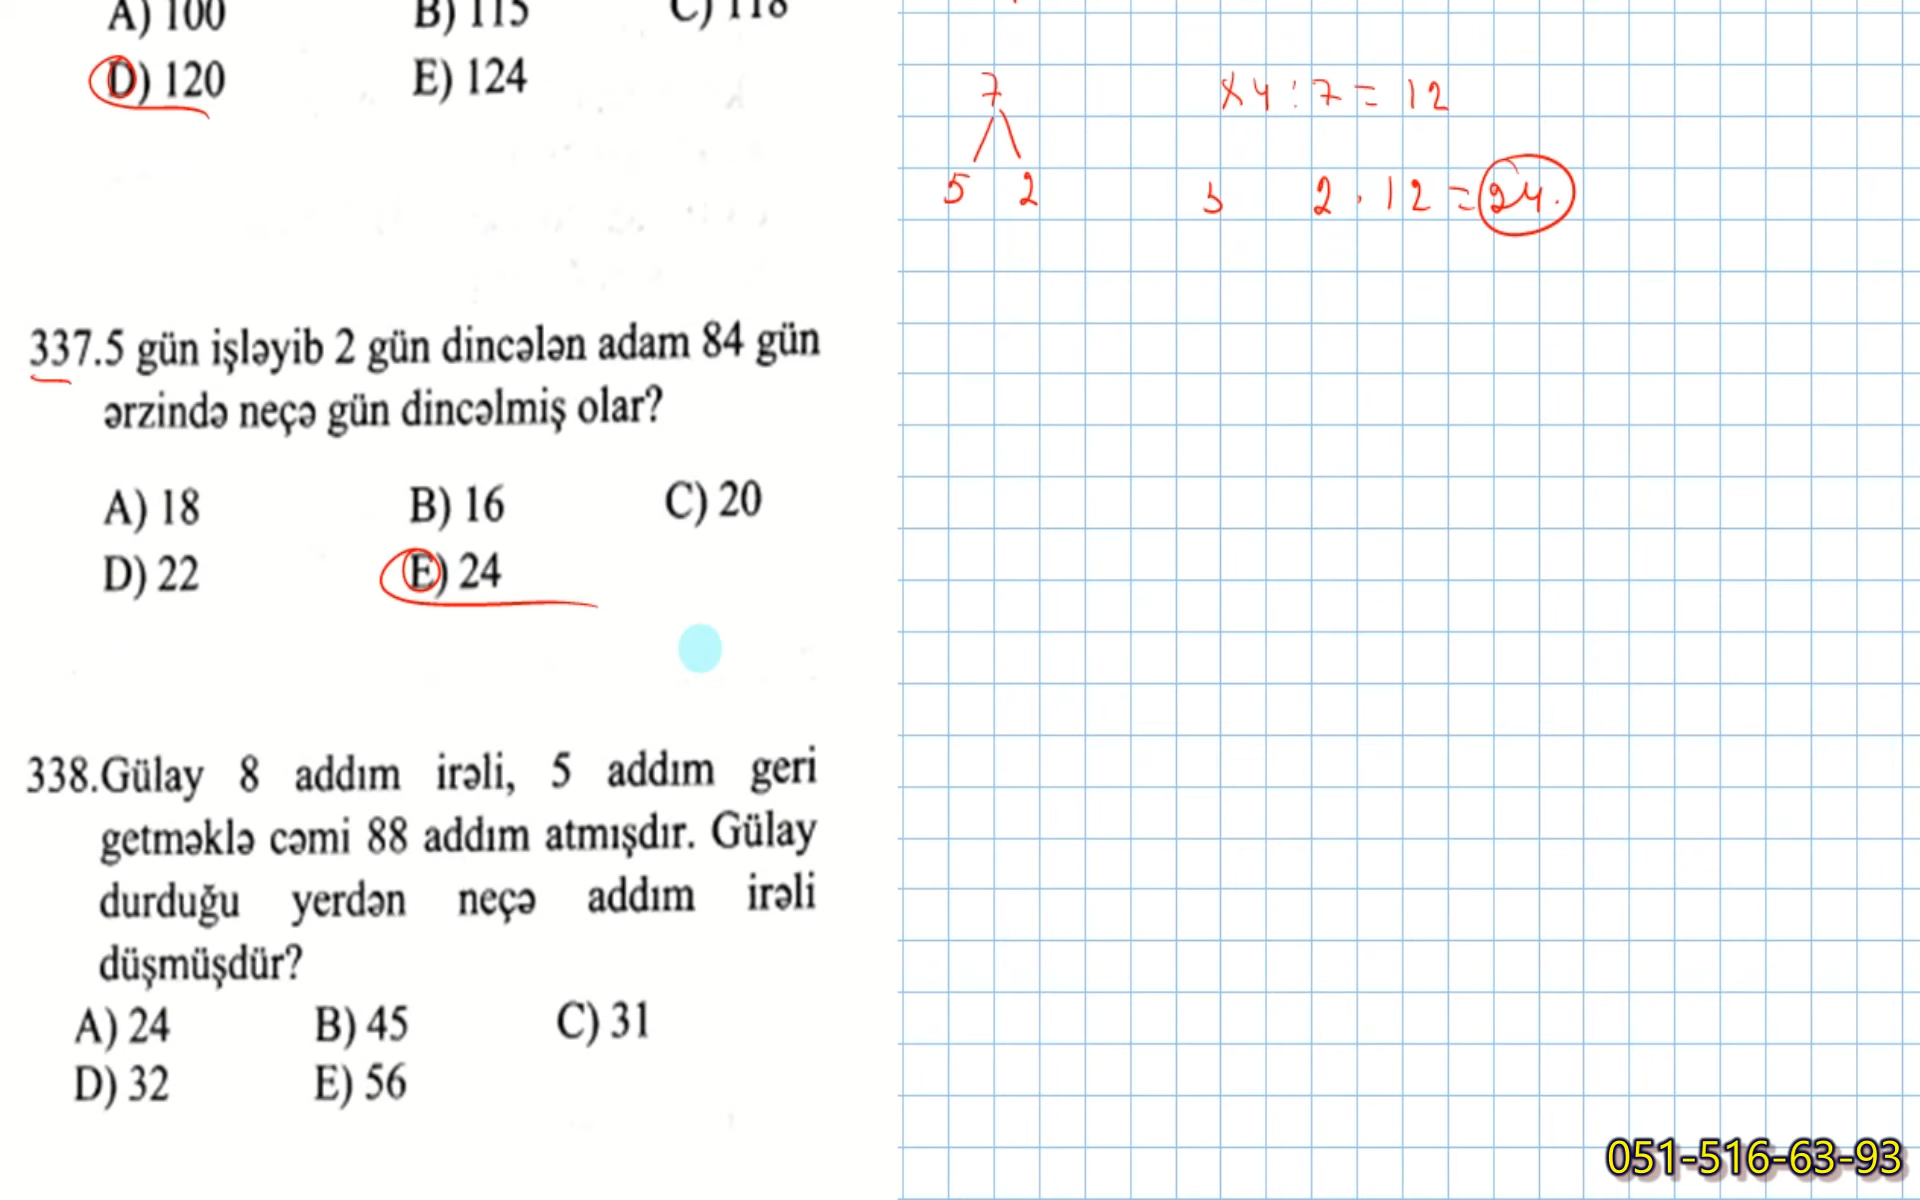 A) 100 B) 115 C) 118
D) 120 E) 124
7
84 : 7 = 12
5 2
2 · 12 = 24.
337.5 gün işləyib 2 gün dincələn adam 84 gün
ərzində neçə gün dincəlmiş olar?
A) 18 B) 16 C) 20
D) 22 E) 24
338.Gülay 8 addım irəli, 5 addım geri
getməklə cəmi 88 addım atmışdır. Gülay
durduğu yerdən neçə addım irəli
düşmüşdür?
A) 24 B) 45 C) 31
D) 32 E) 56
051-516-63-93